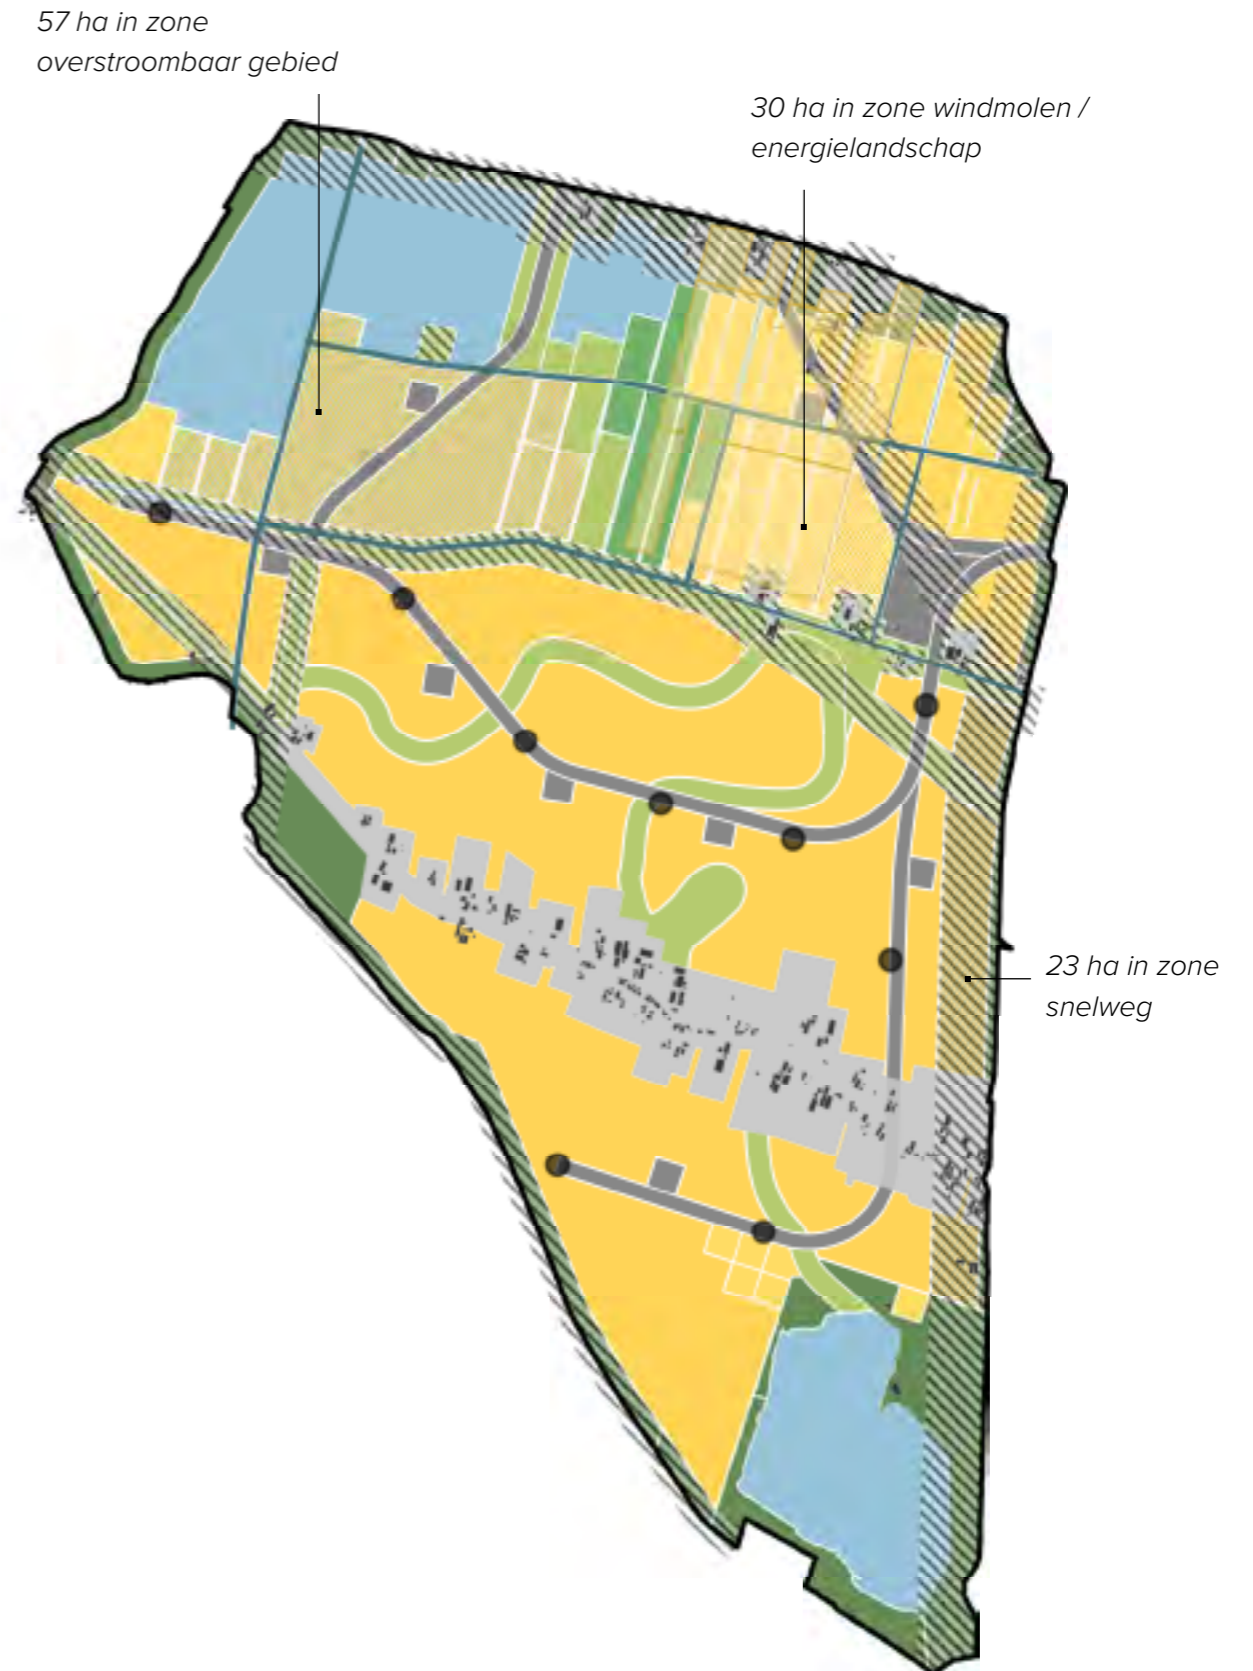 57 ha in zone
overstroombaar gebied
30 ha in zone windmolen /
energielandschap
23 ha in zone
snelweg